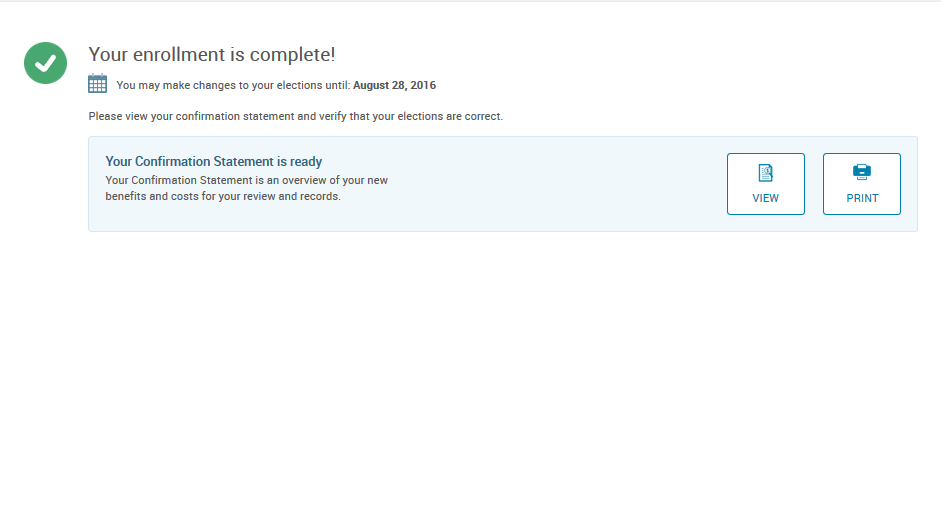 Your enrollment is complete!
You may make changes to your elections until: August 28, 2016
Please view your confirmation statement and verify that your elections are correct.
Your Confirmation Statement is ready
Your Confirmation Statement is an overview of your new
benefits and costs for your review and records.
VIEW
PRINT